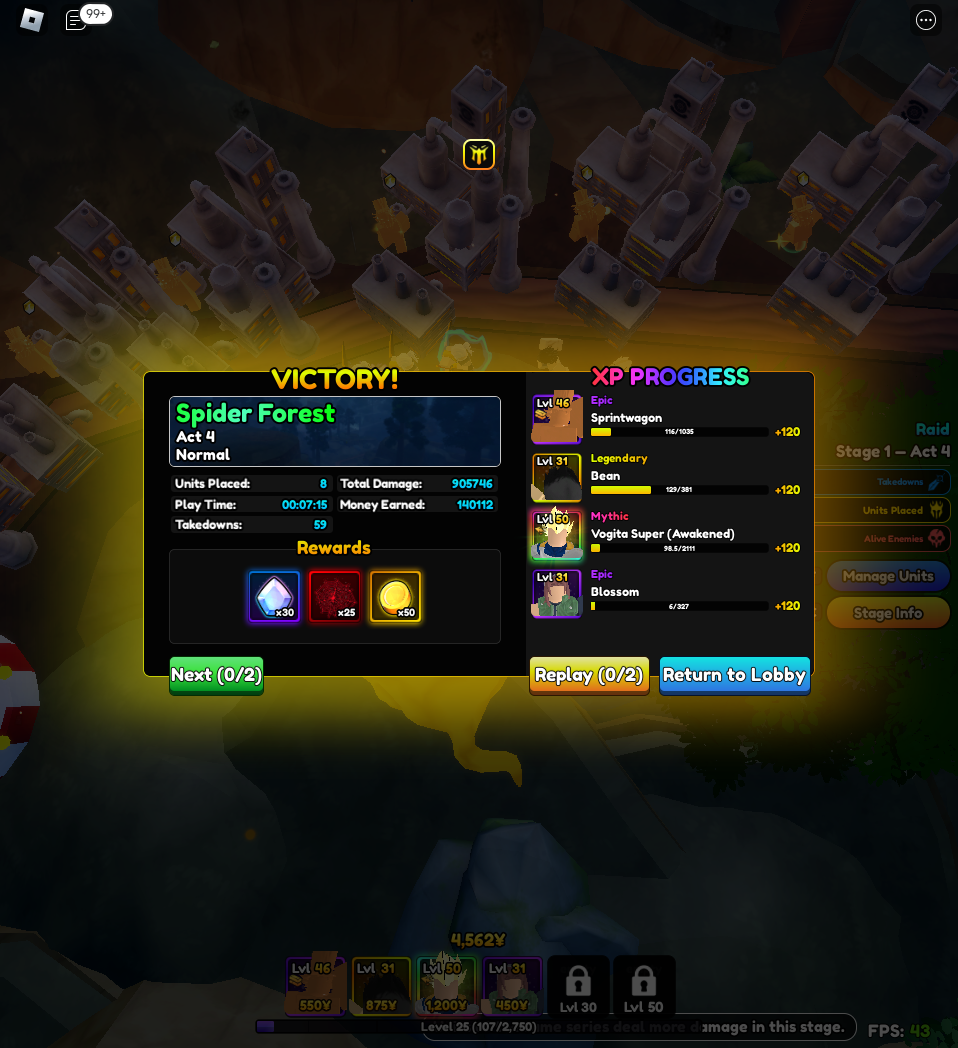 99+
VICTORY!
Spider Forest
Act 4
Normal
Units Placed: 8
Total Damage: 905746
Play Time: 00:07:15
Money Earned: 140112
Takedowns: 59
Rewards
x30
x25
x50
Next (0/2)
XP PROGRESS
Lvl 46
Epic
Sprintwagon
116/1035
+120
Lvl 31
Legendary
Bean
129/381
+120
Lvl 50
Mythic
Vogita Super (Awakened)
98.5/2111
+120
Lvl 31
Epic
Blossom
6/327
+120
Replay (0/2)
Return to Lobby
Raid
Stage 1 – Act 4
Takedowns
Units Placed
Alive Enemies
Manage Units
Stage Info
4,562¥
Lvl 46
550¥
Lvl 31
875¥
Lvl 50
1,200¥
Lvl 31
450¥
Lvl 30
Lvl 50
Level 25 (107/2,750)
me series deal more damage in this stage.
FPS: 43